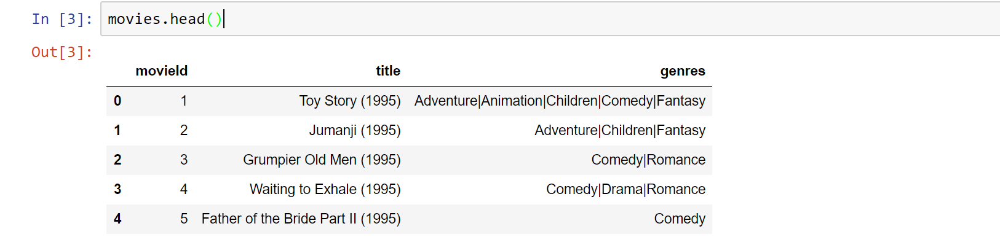 In [3]: movies.head()
Out[3]:
movieId title genres
0 1 Toy Story (1995) Adventure|Animation|Children|Comedy|Fantasy
1 2 Jumanji (1995) Adventure|Children|Fantasy
2 3 Grumpier Old Men (1995) Comedy|Romance
3 4 Waiting to Exhale (1995) Comedy|Drama|Romance
4 5 Father of the Bride Part II (1995) Comedy